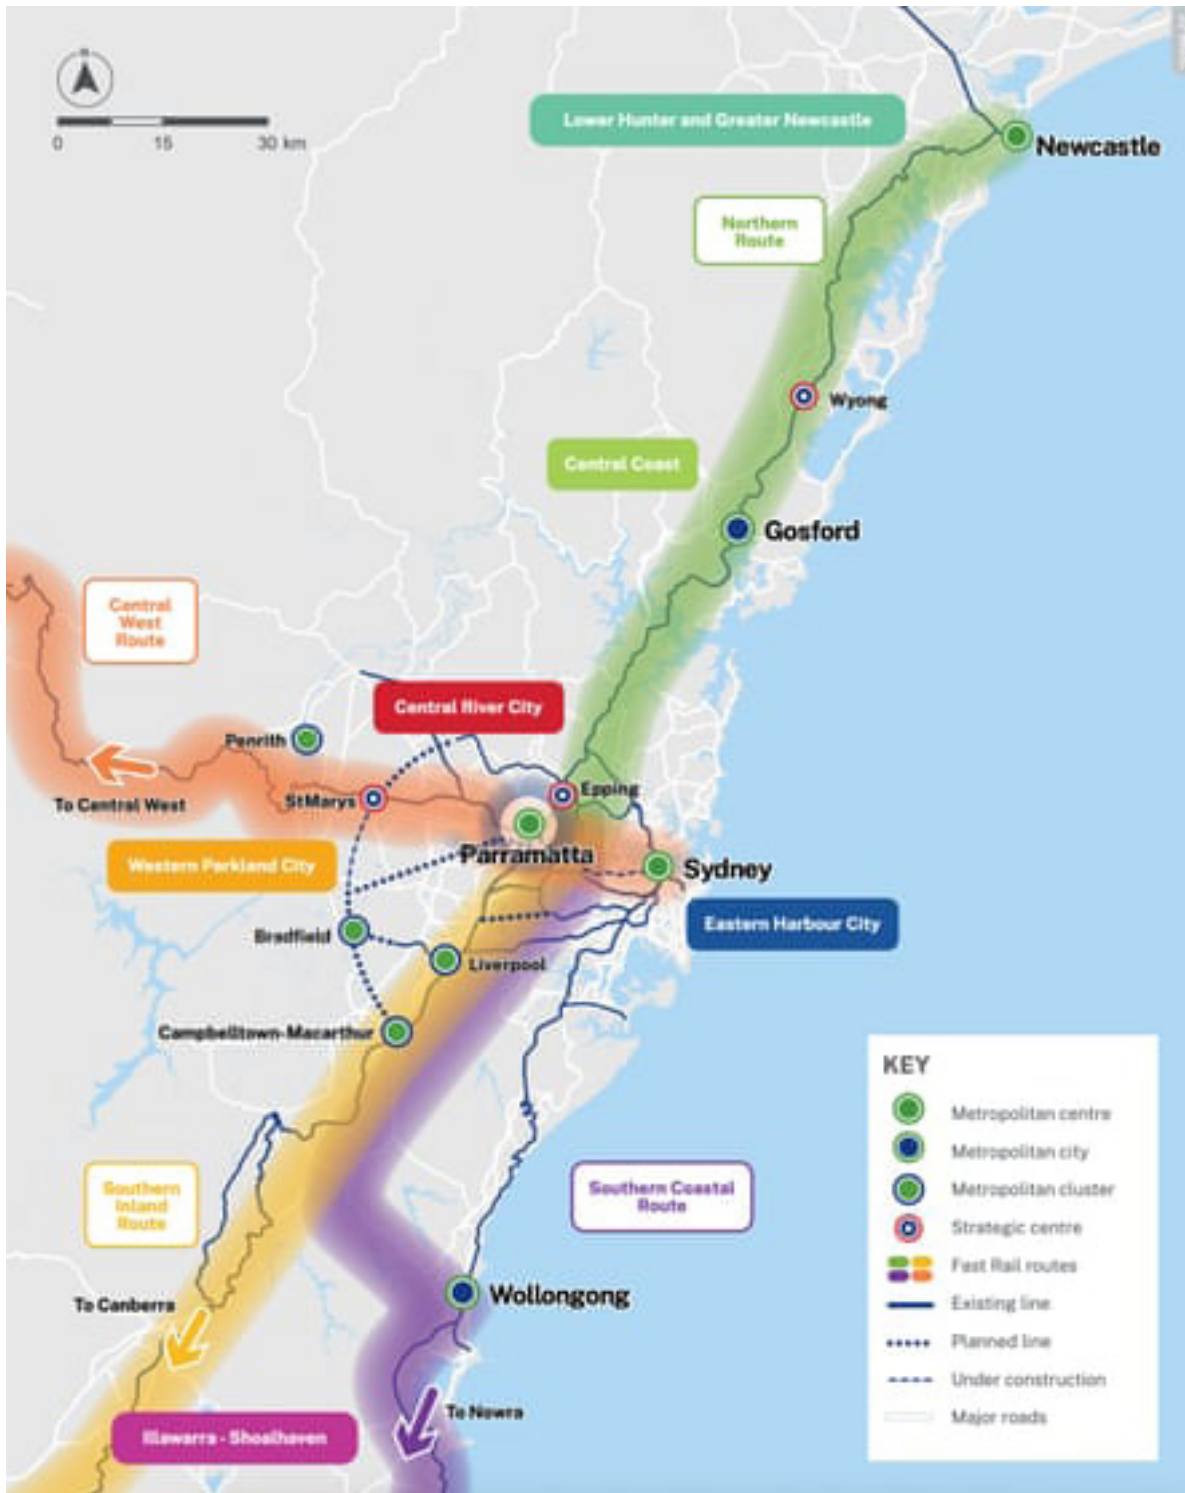 N
0 15 30 km
Lower Hunter and Greater Newcastle
Newcastle
Northern
Route
Wyong
Central Coast
Gosford
Central
West
Route
Central River City
Penrith
Epping
To Central West
St Marys
Parramatta
Western Parkland City
Sydney
Eastern Harbour City
Bradfield
Liverpool
Campbelltown-Macarthur
KEY
Metropolitan centre
Metropolitan city
Metropolitan cluster
Strategic centre
Fast Rail routes
Existing line
Planned line
Under construction
Major roads
Southern
Inland
Route
Southern Coastal
Route
To Canberra
Wollongong
To Nowra
Illawarra - Shoalhaven